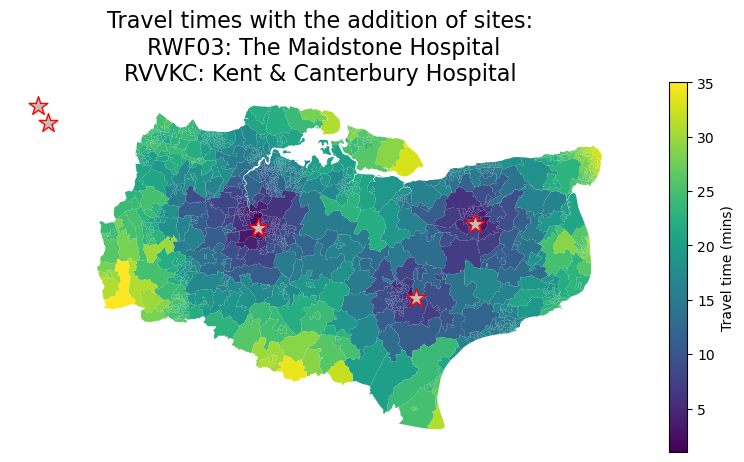 Travel times with the addition of sites:
RWF03: The Maidstone Hospital
RVVKC: Kent & Canterbury Hospital
35
30
25
20
15
10
5
Travel time (mins)